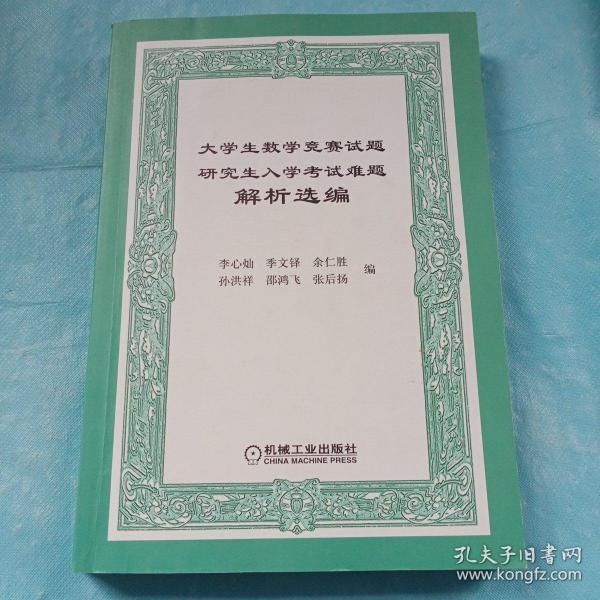 大学生数学竞赛试题
研究生入学考试难题
解析选编
李心灿 季文铎 余仁胜
孙洪祥 邵鸿飞 张后扬
编
机械工业出版社
CHINA MACHINE PRESS
孔夫子旧书网
www.kongfz.com